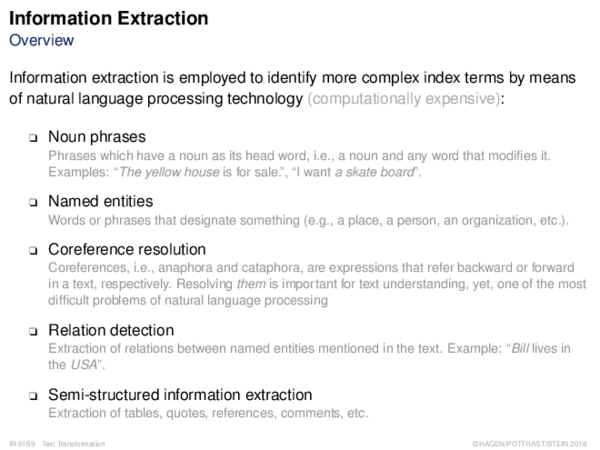 Information Extraction
Overview
Information extraction is employed to identify more complex index terms by means
of natural language processing technology (computationally expensive):
❑ Noun phrases
Phrases which have a noun as its head word, i.e., a noun and any word that modifies it.
Examples: “The yellow house is for sale.”, “I want a skate board”.
❑ Named entities
Words or phrases that designate something (e.g., a place, a person, an organization, etc.).
❑ Coreference resolution
Coreferences, i.e., anaphora and cataphora, are expressions that refer backward or forward
in a text, respectively. Resolving them is important for text understanding, yet, one of the most
difficult problems of natural language processing
❑ Relation detection
Extraction of relations between named entities mentioned in the text. Example: “Bill lives in
the USA”.
❑ Semi-structured information extraction
Extraction of tables, quotes, references, comments, etc.
IR:III-59 Text Transformation ©HAGEN/POTTHAST/STEIN 2018